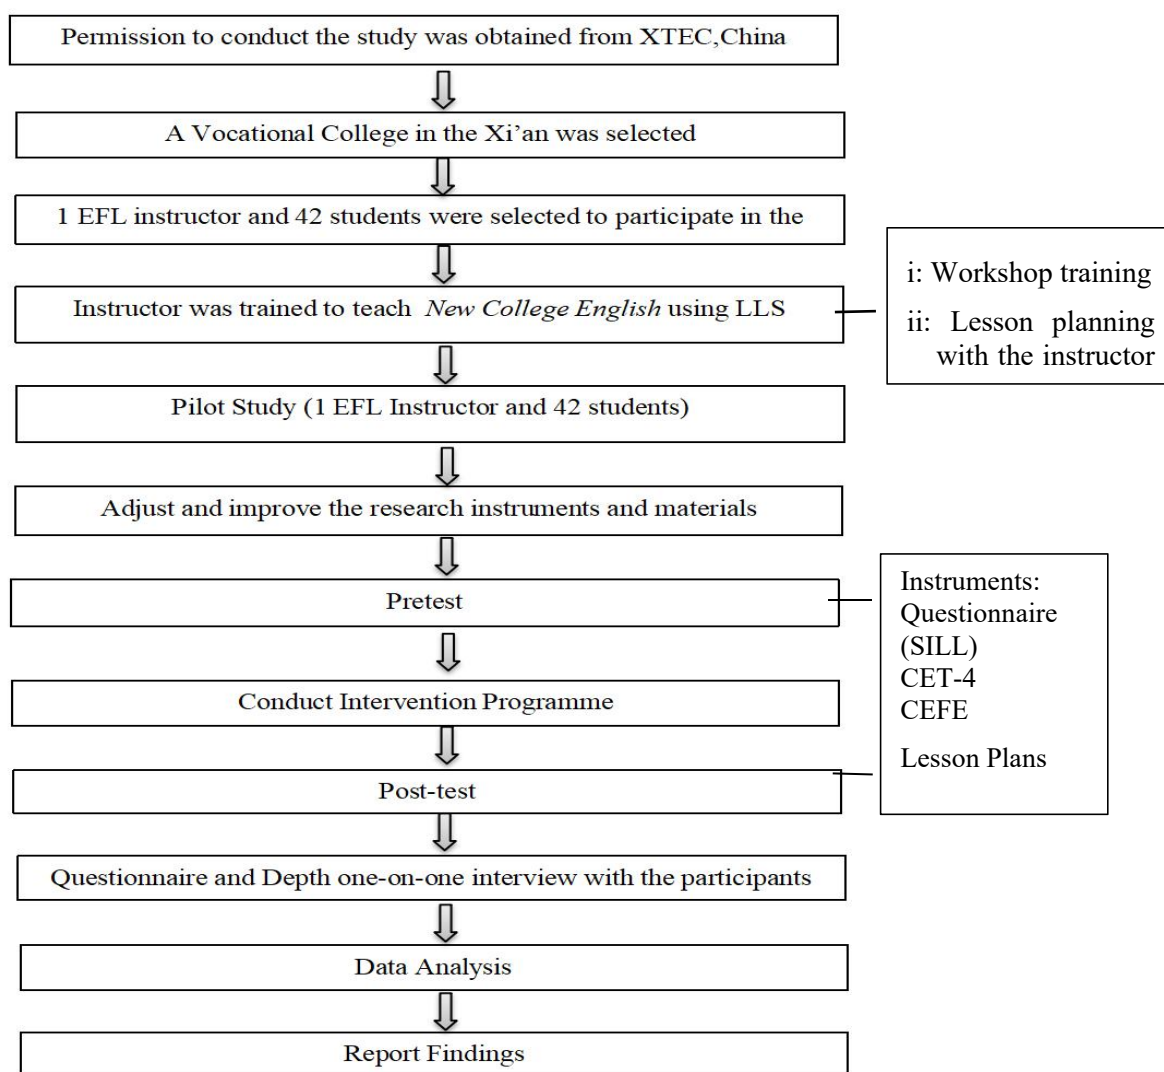 Permission to conduct the study was obtained from XTEC,China
A Vocational College in the Xi’an was selected
1 EFL instructor and 42 students were selected to participate in the
Instructor was trained to teach New College English using LLS
i: Workshop training
ii: Lesson planning
with the instructor
Pilot Study (1 EFL Instructor and 42 students)
Adjust and improve the research instruments and materials
Pretest
Instruments:
Questionnaire
(SILL)
CET-4
CEFE
Lesson Plans
Conduct Intervention Programme
Post-test
Questionnaire and Depth one-on-one interview with the participants
Data Analysis
Report Findings